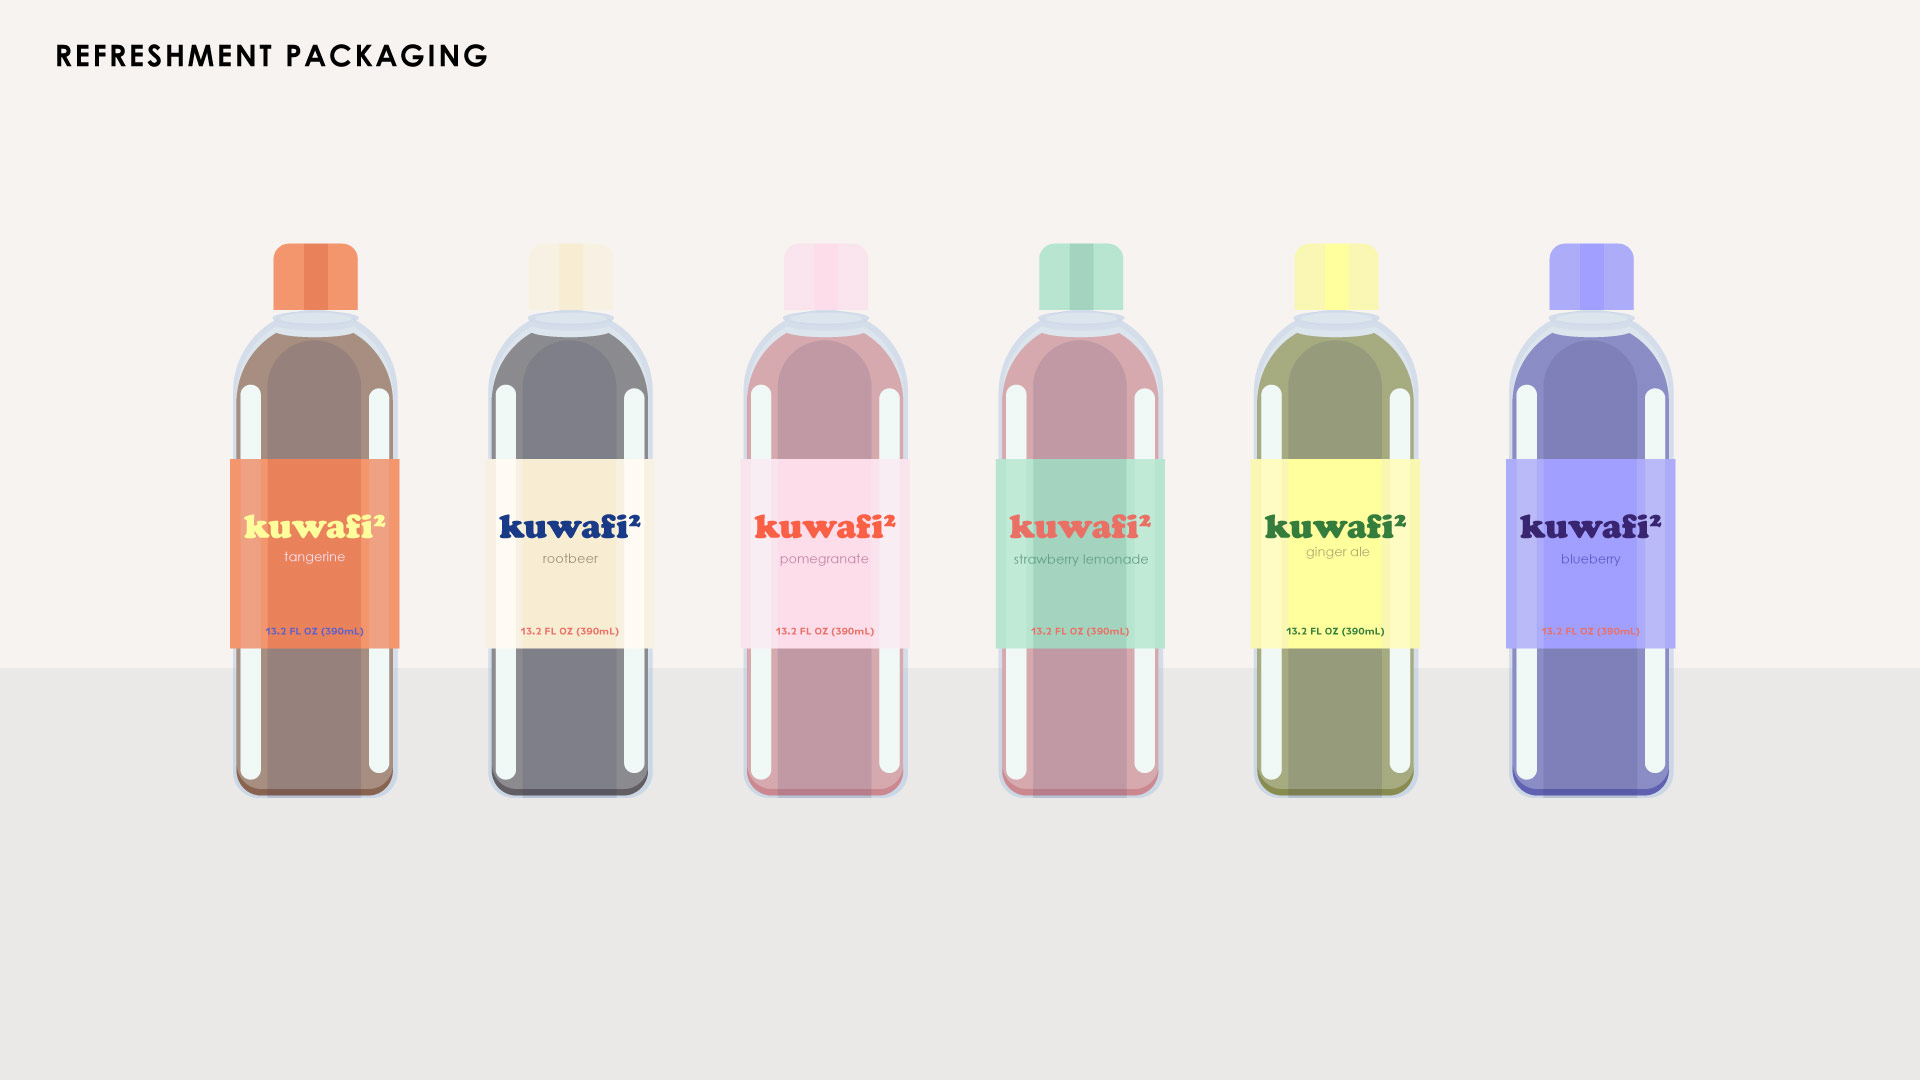 REFRESHMENT PACKAGING
kuwafi²
tangerine
13.2 FL OZ (390mL)
kuwafi²
rootbeer
13.2 FL OZ (390mL)
kuwafi²
pomegranate
13.2 FL OZ (390mL)
kuwafi²
strawberry lemonade
13.2 FL OZ (390mL)
kuwafi²
ginger ale
13.2 FL OZ (390mL)
kuwafi²
blueberry
13.2 FL OZ (390mL)